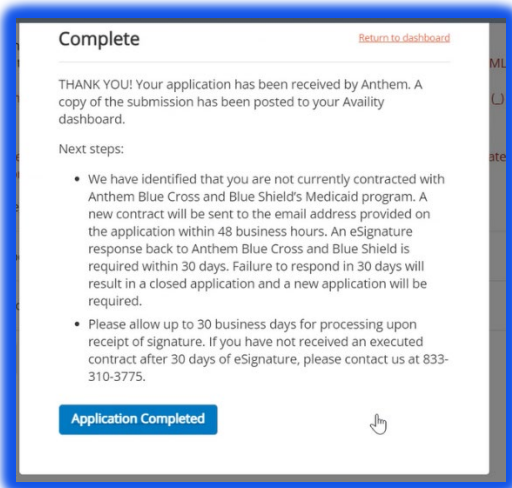 Complete
Return to dashboard
THANK YOU! Your application has been received by Anthem. A
copy of the submission has been posted to your Availity
dashboard.
Next steps:
• We have identified that you are not currently contracted with
Anthem Blue Cross and Blue Shield's Medicaid program. A
new contract will be sent to the email address provided on
the application within 48 business hours. An eSignature
response back to Anthem Blue Cross and Blue Shield is
required within 30 days. Failure to respond in 30 days will
result in a closed application and a new application will be
required.
• Please allow up to 30 business days for processing upon
receipt of signature. If you have not received an executed
contract after 30 days of eSignature, please contact us at 833-
310-3775.
Application Completed